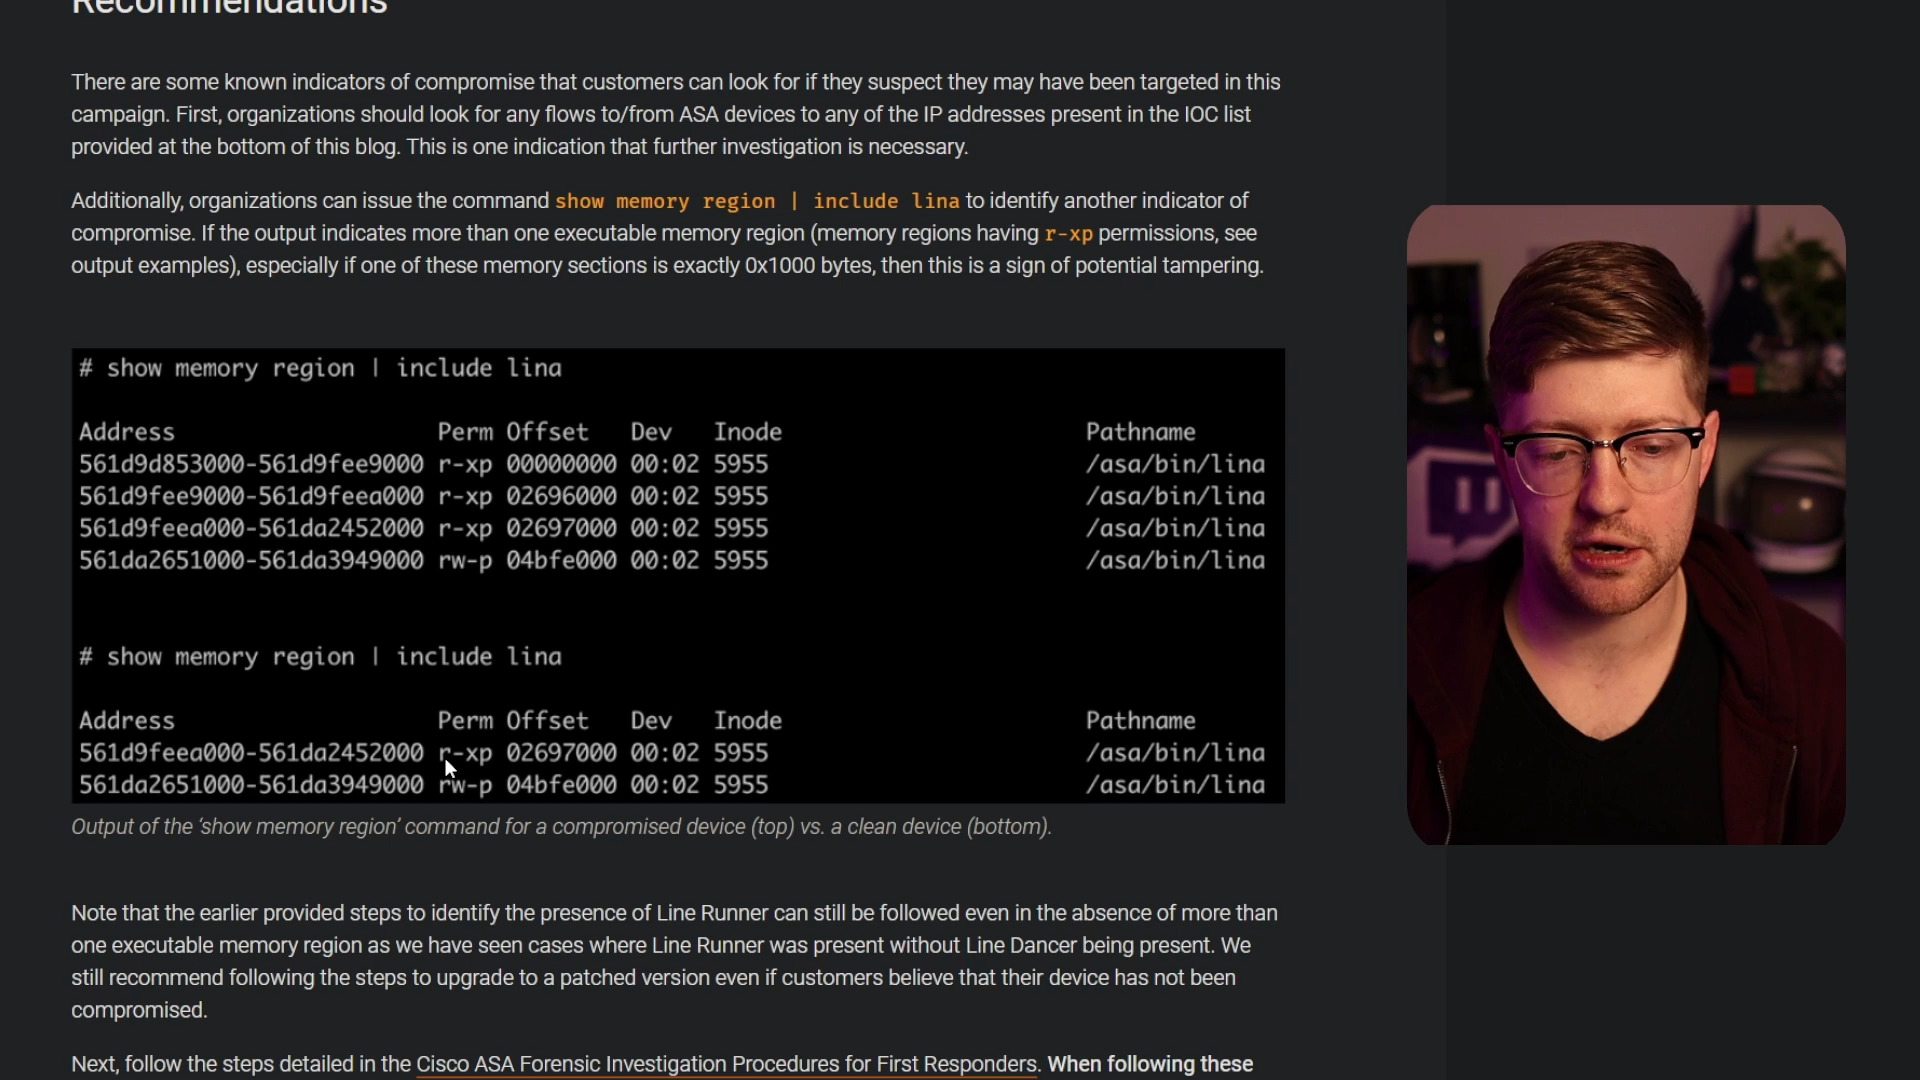 Recommendations
There are some known indicators of compromise that customers can look for if they suspect they may have been targeted in this
campaign. First, organizations should look for any flows to/from ASA devices to any of the IP addresses present in the IOC list
provided at the bottom of this blog. This is one indication that further investigation is necessary.
Additionally, organizations can issue the command show memory region | include lina to identify another indicator of
compromise. If the output indicates more than one executable memory region (memory regions having r-xp permissions, see
output examples), especially if one of these memory sections is exactly 0x1000 bytes, then this is a sign of potential tampering.
# show memory region | include lina
Address Perm Offset Dev Inode Pathname
561d9d853000-561d9fee9000 r-xp 00000000 00:02 5955 /asa/bin/lina
561d9fee9000-561d9feea000 r-xp 02696000 00:02 5955 /asa/bin/lina
561d9feea000-561da2452000 r-xp 02697000 00:02 5955 /asa/bin/lina
561da2651000-561da3949000 rw-p 04bfe000 00:02 5955 /asa/bin/lina
# show memory region | include lina
Address Perm Offset Dev Inode Pathname
561d9feea000-561da2452000 r-xp 02697000 00:02 5955 /asa/bin/lina
561da2651000-561da3949000 rw-p 04bfe000 00:02 5955 /asa/bin/lina
Output of the ‘show memory region’ command for a compromised device (top) vs. a clean device (bottom).
Note that the earlier provided steps to identify the presence of Line Runner can still be followed even in the absence of more than
one executable memory region as we have seen cases where Line Runner was present without Line Dancer being present. We
still recommend following the steps to upgrade to a patched version even if customers believe that their device has not been
compromised.
Next, follow the steps detailed in the Cisco ASA Forensic Investigation Procedures for First Responders. When following these